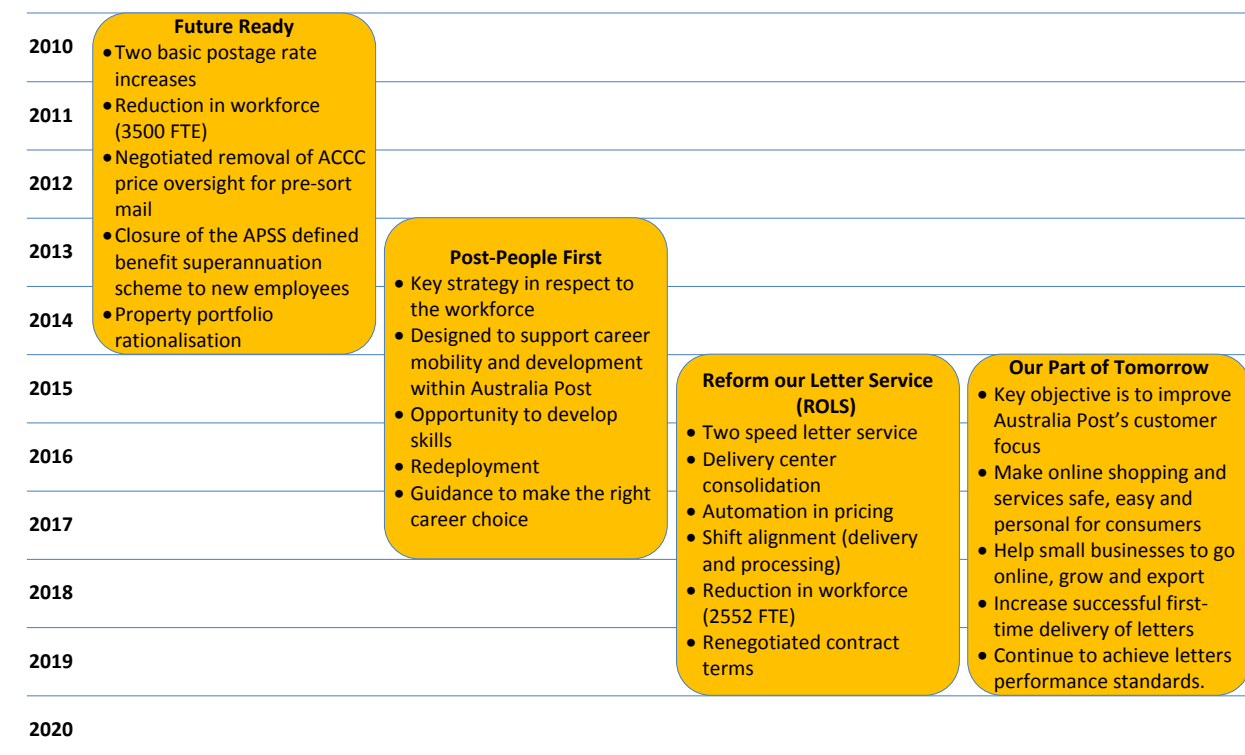 2010
2011
2012
2013
2014
2015
2016
2017
2018
2019
2020
Future Ready
• Two basic postage rate
increases
• Reduction in workforce
(3500 FTE)
• Negotiated removal of ACCC
price oversight for pre-sort
mail
• Closure of the APSS defined
benefit superannuation
scheme to new employees
• Property portfolio
rationalisation
Post-People First
• Key strategy in respect to
the workforce
• Designed to support career
mobility and development
within Australia Post
• Opportunity to develop
skills
• Redeployment
• Guidance to make the right
career choice
Reform our Letter Service
(ROLS)
• Two speed letter service
• Delivery center
consolidation
• Automation in pricing
• Shift alignment (delivery
and processing)
• Reduction in workforce
(2552 FTE)
• Renegotiated contract
terms
Our Part of Tomorrow
• Key objective is to improve
Australia Post’s customer
focus
• Make online shopping and
services safe, easy and
personal for consumers
• Help small businesses to go
online, grow and export
• Increase successful first-
time delivery of letters
• Continue to achieve letters
performance standards.